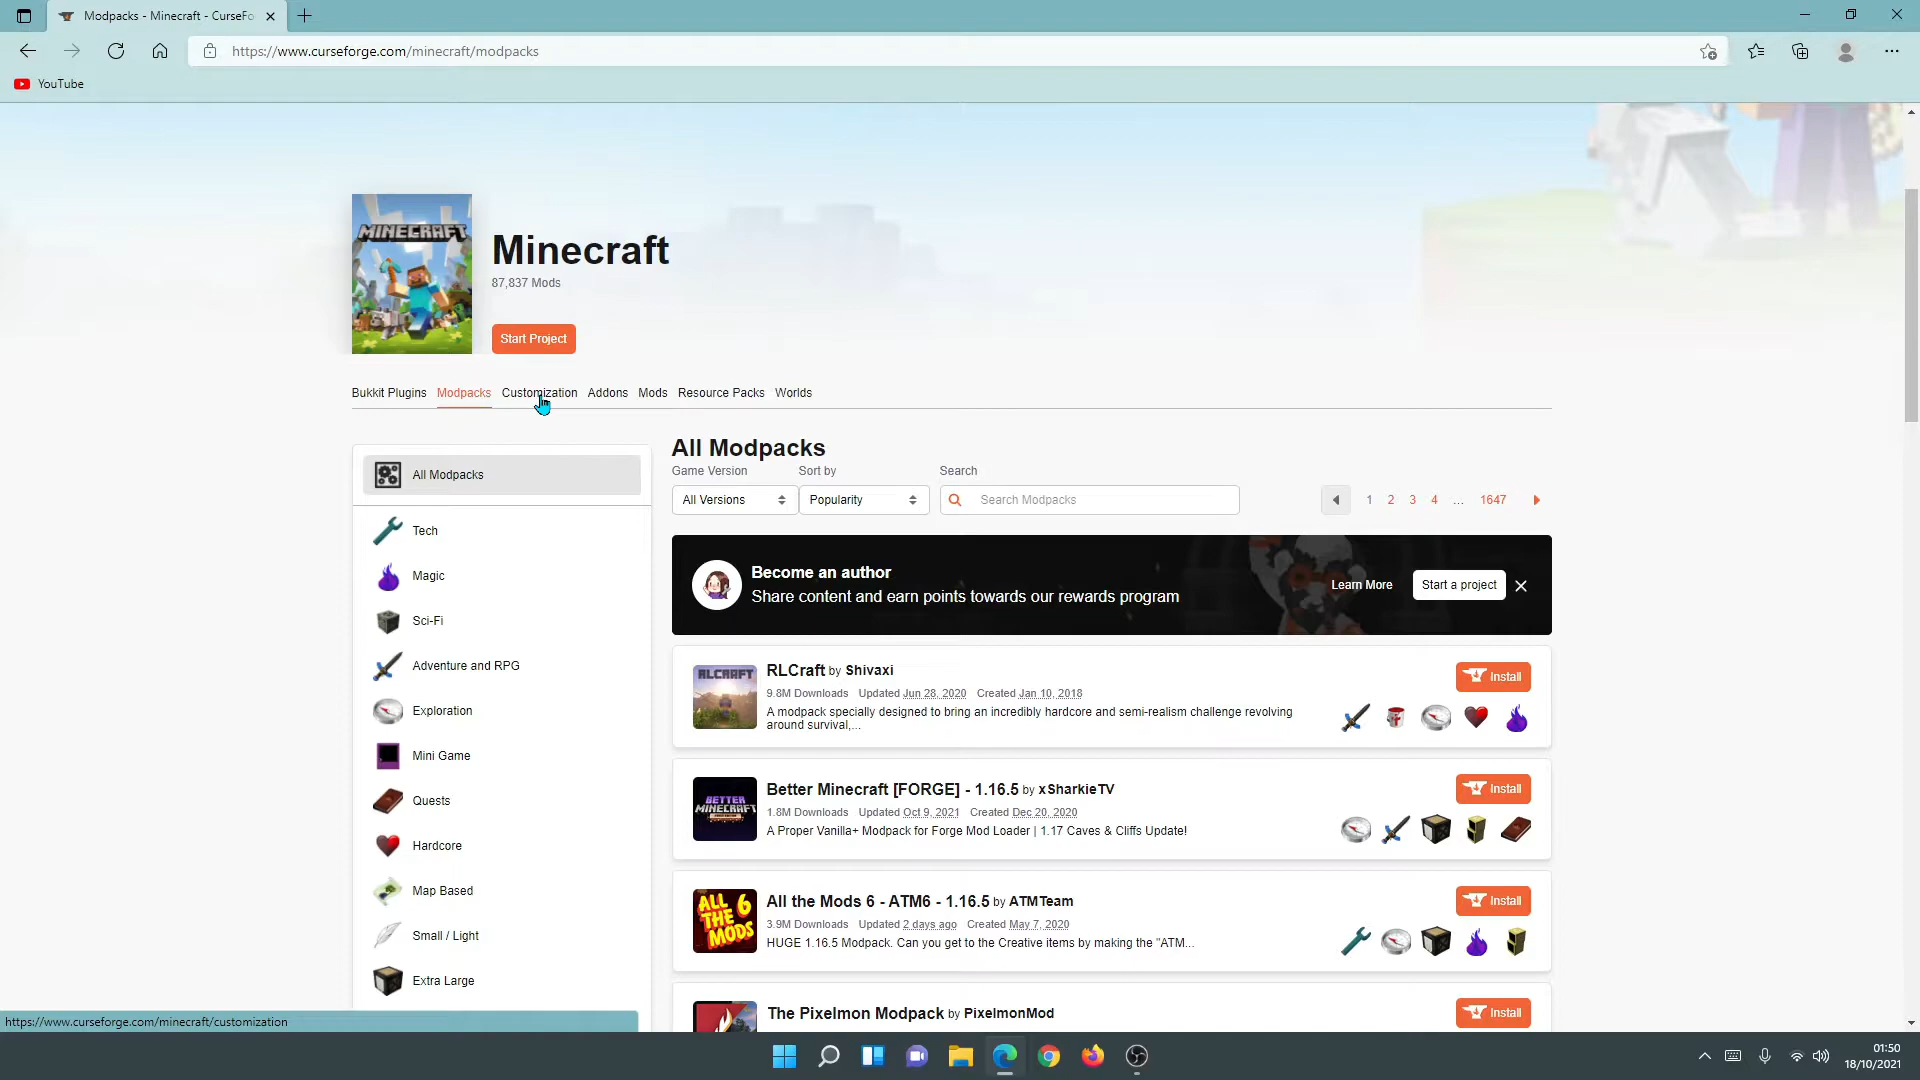 Modpacks - Minecraft - CurseFo
https://www.curseforge.com/minecraft/modpacks
YouTube
MINECRAFT
Minecraft
87,837 Mods
Start Project
Bukkit Plugins Modpacks Customization Addons Mods Resource Packs Worlds
All Modpacks
Tech
Magic
Sci-Fi
Adventure and RPG
Exploration
Mini Game
Quests
Hardcore
Map Based
Small / Light
Extra Large
All Modpacks
Game Version Sort by Search
All Versions Popularity Search Modpacks 1 2 3 4 ... 1647
Become an author
Share content and earn points towards our rewards program
Learn More Start a project
RLCRAFT
RLCraft by Shivaxi
Install
9.8M Downloads Updated Jun 28, 2020 Created Jan 10, 2018
A modpack specially designed to bring an incredibly hardcore and semi-realism challenge revolving
around survival,...
BETTER
MINECRAFT
Better Minecraft [FORGE] - 1.16.5 by xSharkieTV
Install
1.8M Downloads Updated Oct 9, 2021 Created Dec 20, 2020
A Proper Vanilla+ Modpack for Forge Mod Loader | 1.17 Caves & Cliffs Update!
ALL 6
THE
MODS
All the Mods 6 - ATM6 - 1.16.5 by ATMTeam
Install
3.9M Downloads Updated 2 days ago Created May 7, 2020
HUGE 1.16.5 Modpack. Can you get to the Creative items by making the "ATM...
The Pixelmon Modpack by PixelmonMod
Install
https://www.curseforge.com/minecraft/customization
01:50
18/10/2021